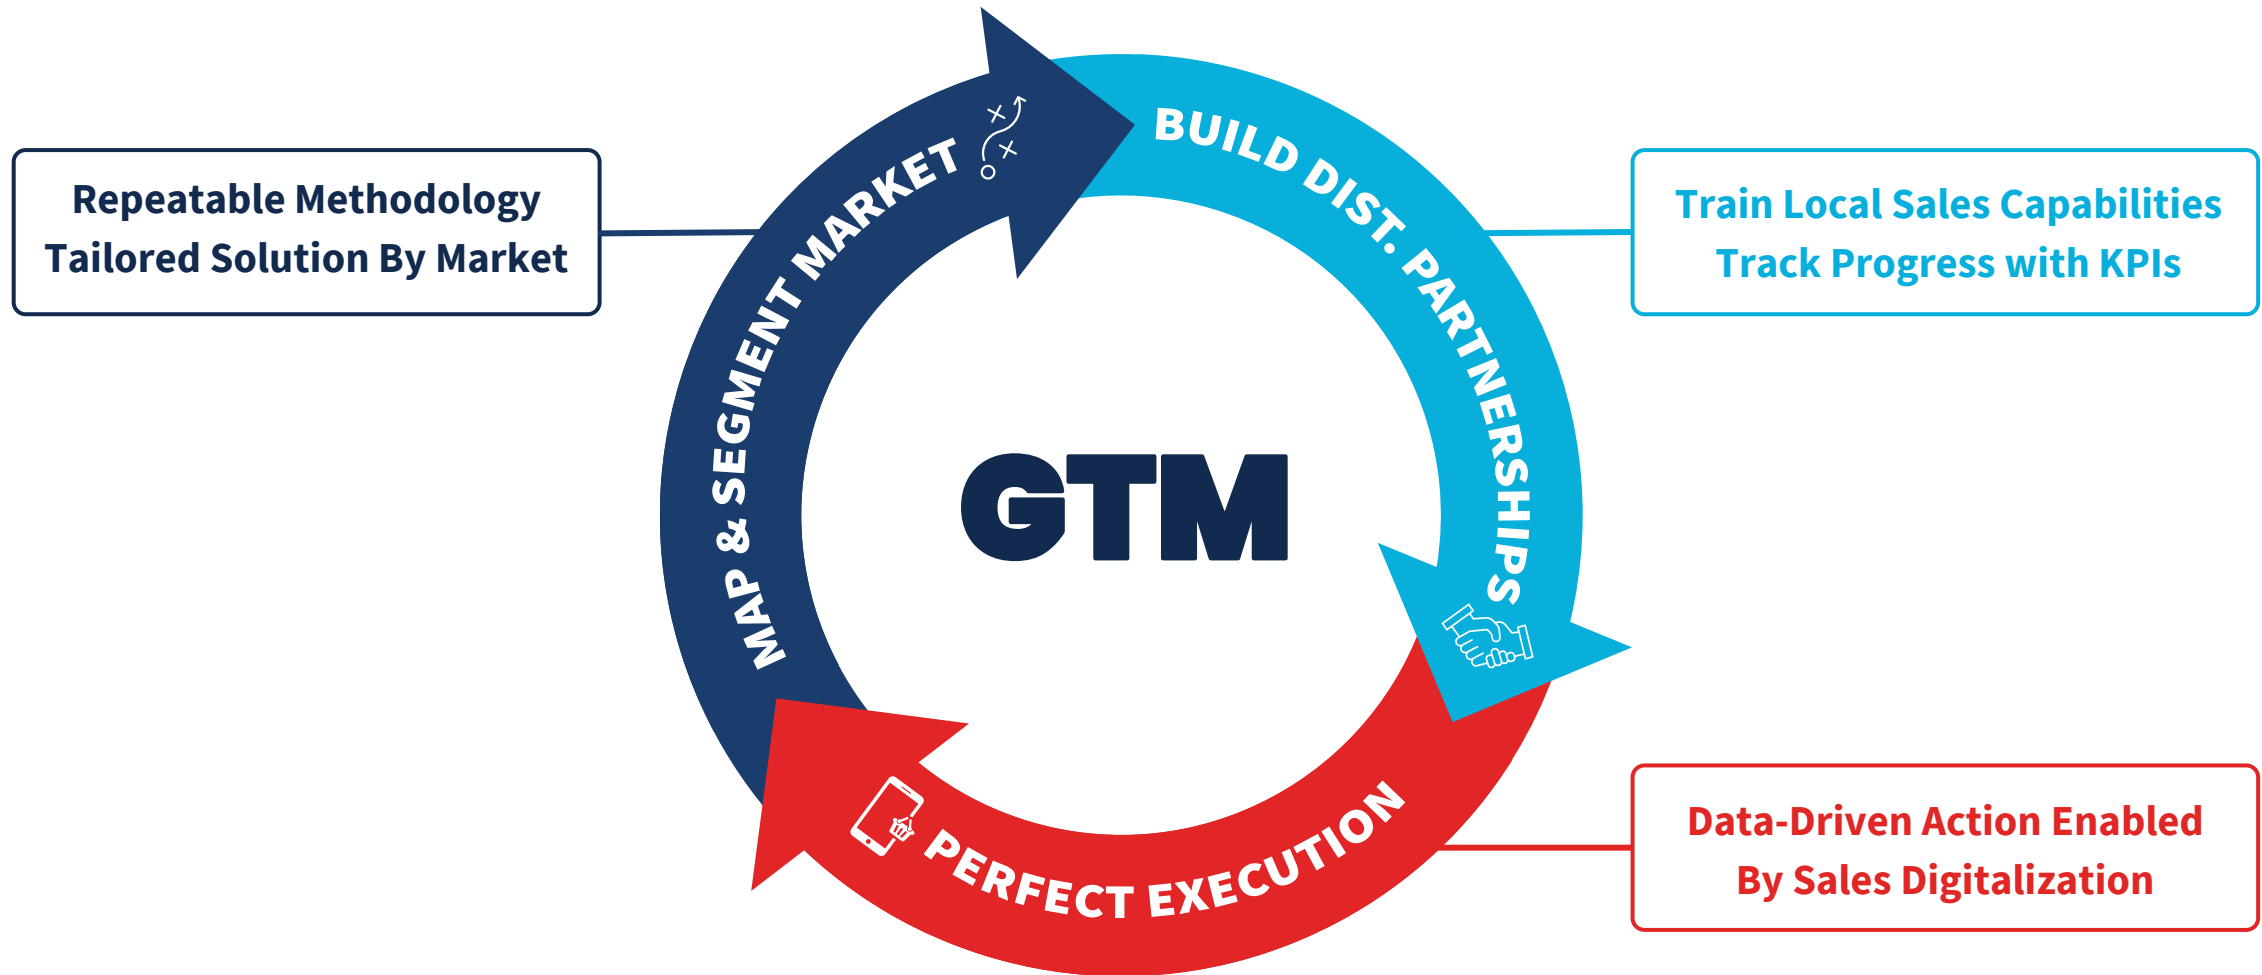 Repeatable Methodology
Tailored Solution By Market
MAP & SEGMENT MARKET
BUILD DIST. PARTNERSHIPS
Train Local Sales Capabilities
Track Progress with KPIs
GTM
PERFECT EXECUTION
Data-Driven Action Enabled
By Sales Digitalization